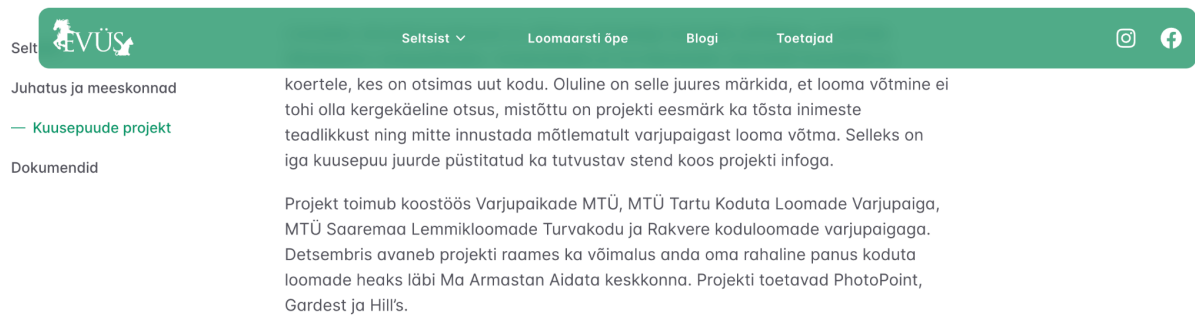 EVÜS
Seltsist
Loomaarsti õpe
Blogi
Toetajad
Selt
Juhatus ja meeskonnad
Kuusepuude projekt
Dokumendid
koertele, kes on otsimas uut kodu. Oluline on selle juures märkida, et looma võtmine ei
tohi olla kergekäeline otsus, mistõttu on projekti eesmärk ka tõsta inimeste
teadlikkust ning mitte innustada mõtlematult varjupaigast looma võtma. Selleks on
iga kuusepuu juurde püstitatud ka tutvustav stend koos projekti infoga.
Projekt toimub koostöös Varjupaikade MTÜ, MTÜ Tartu Koduta Loomade Varjupaiga,
MTÜ Saaremaa Lemmikloomade Turvakodu ja Rakvere koduloomade varjupaigaga.
Detsembris avaneb projekti raames ka võimalus anda oma rahaline panus koduta
loomade heaks läbi Ma Armastan Aidata keskkonna. Projekti toetavad PhotoPoint,
Gardest ja Hill's.